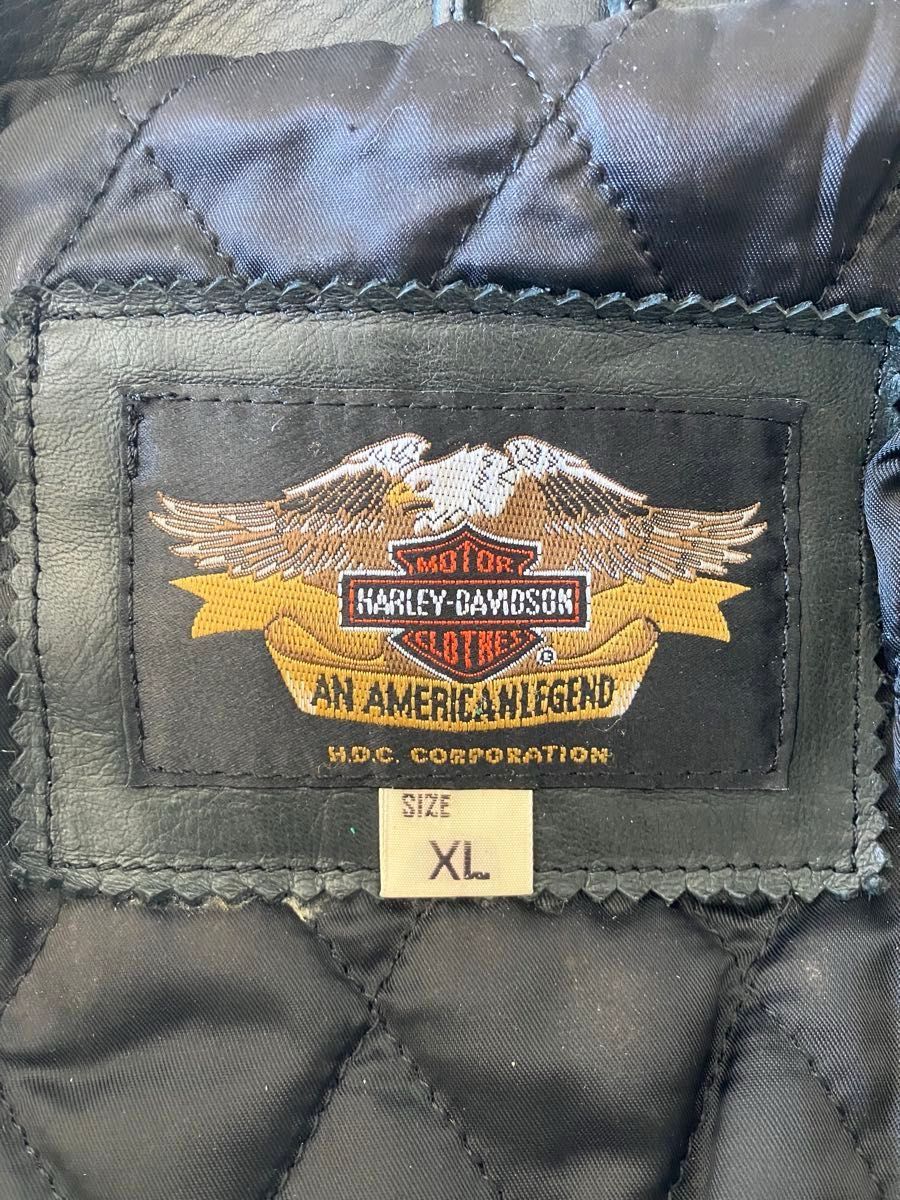 MOTOR
HARLEY-DAVIDSON
CLOTHES
®
AN AMERICAN LEGEND
H.D.C. CORPORATION
SIZE
XL